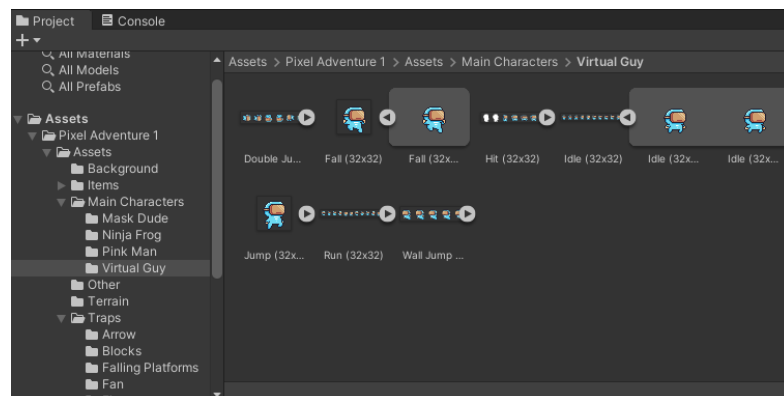 Project Console
All Materials
All Models
All Prefabs
Assets
Pixel Adventure 1
Assets
Background
Items
Main Characters
Mask Dude
Ninja Frog
Pink Man
Virtual Guy
Other
Terrain
Traps
Arrow
Blocks
Falling Platforms
Fan
Assets > Pixel Adventure 1 > Assets > Main Characters > Virtual Guy
Double Ju... Fall (32x32) Fall (32x... Hit (32x32) Idle (32x32) Idle (32x... Idle (32x...
Jump (32x... Run (32x32) Wall Jump ...